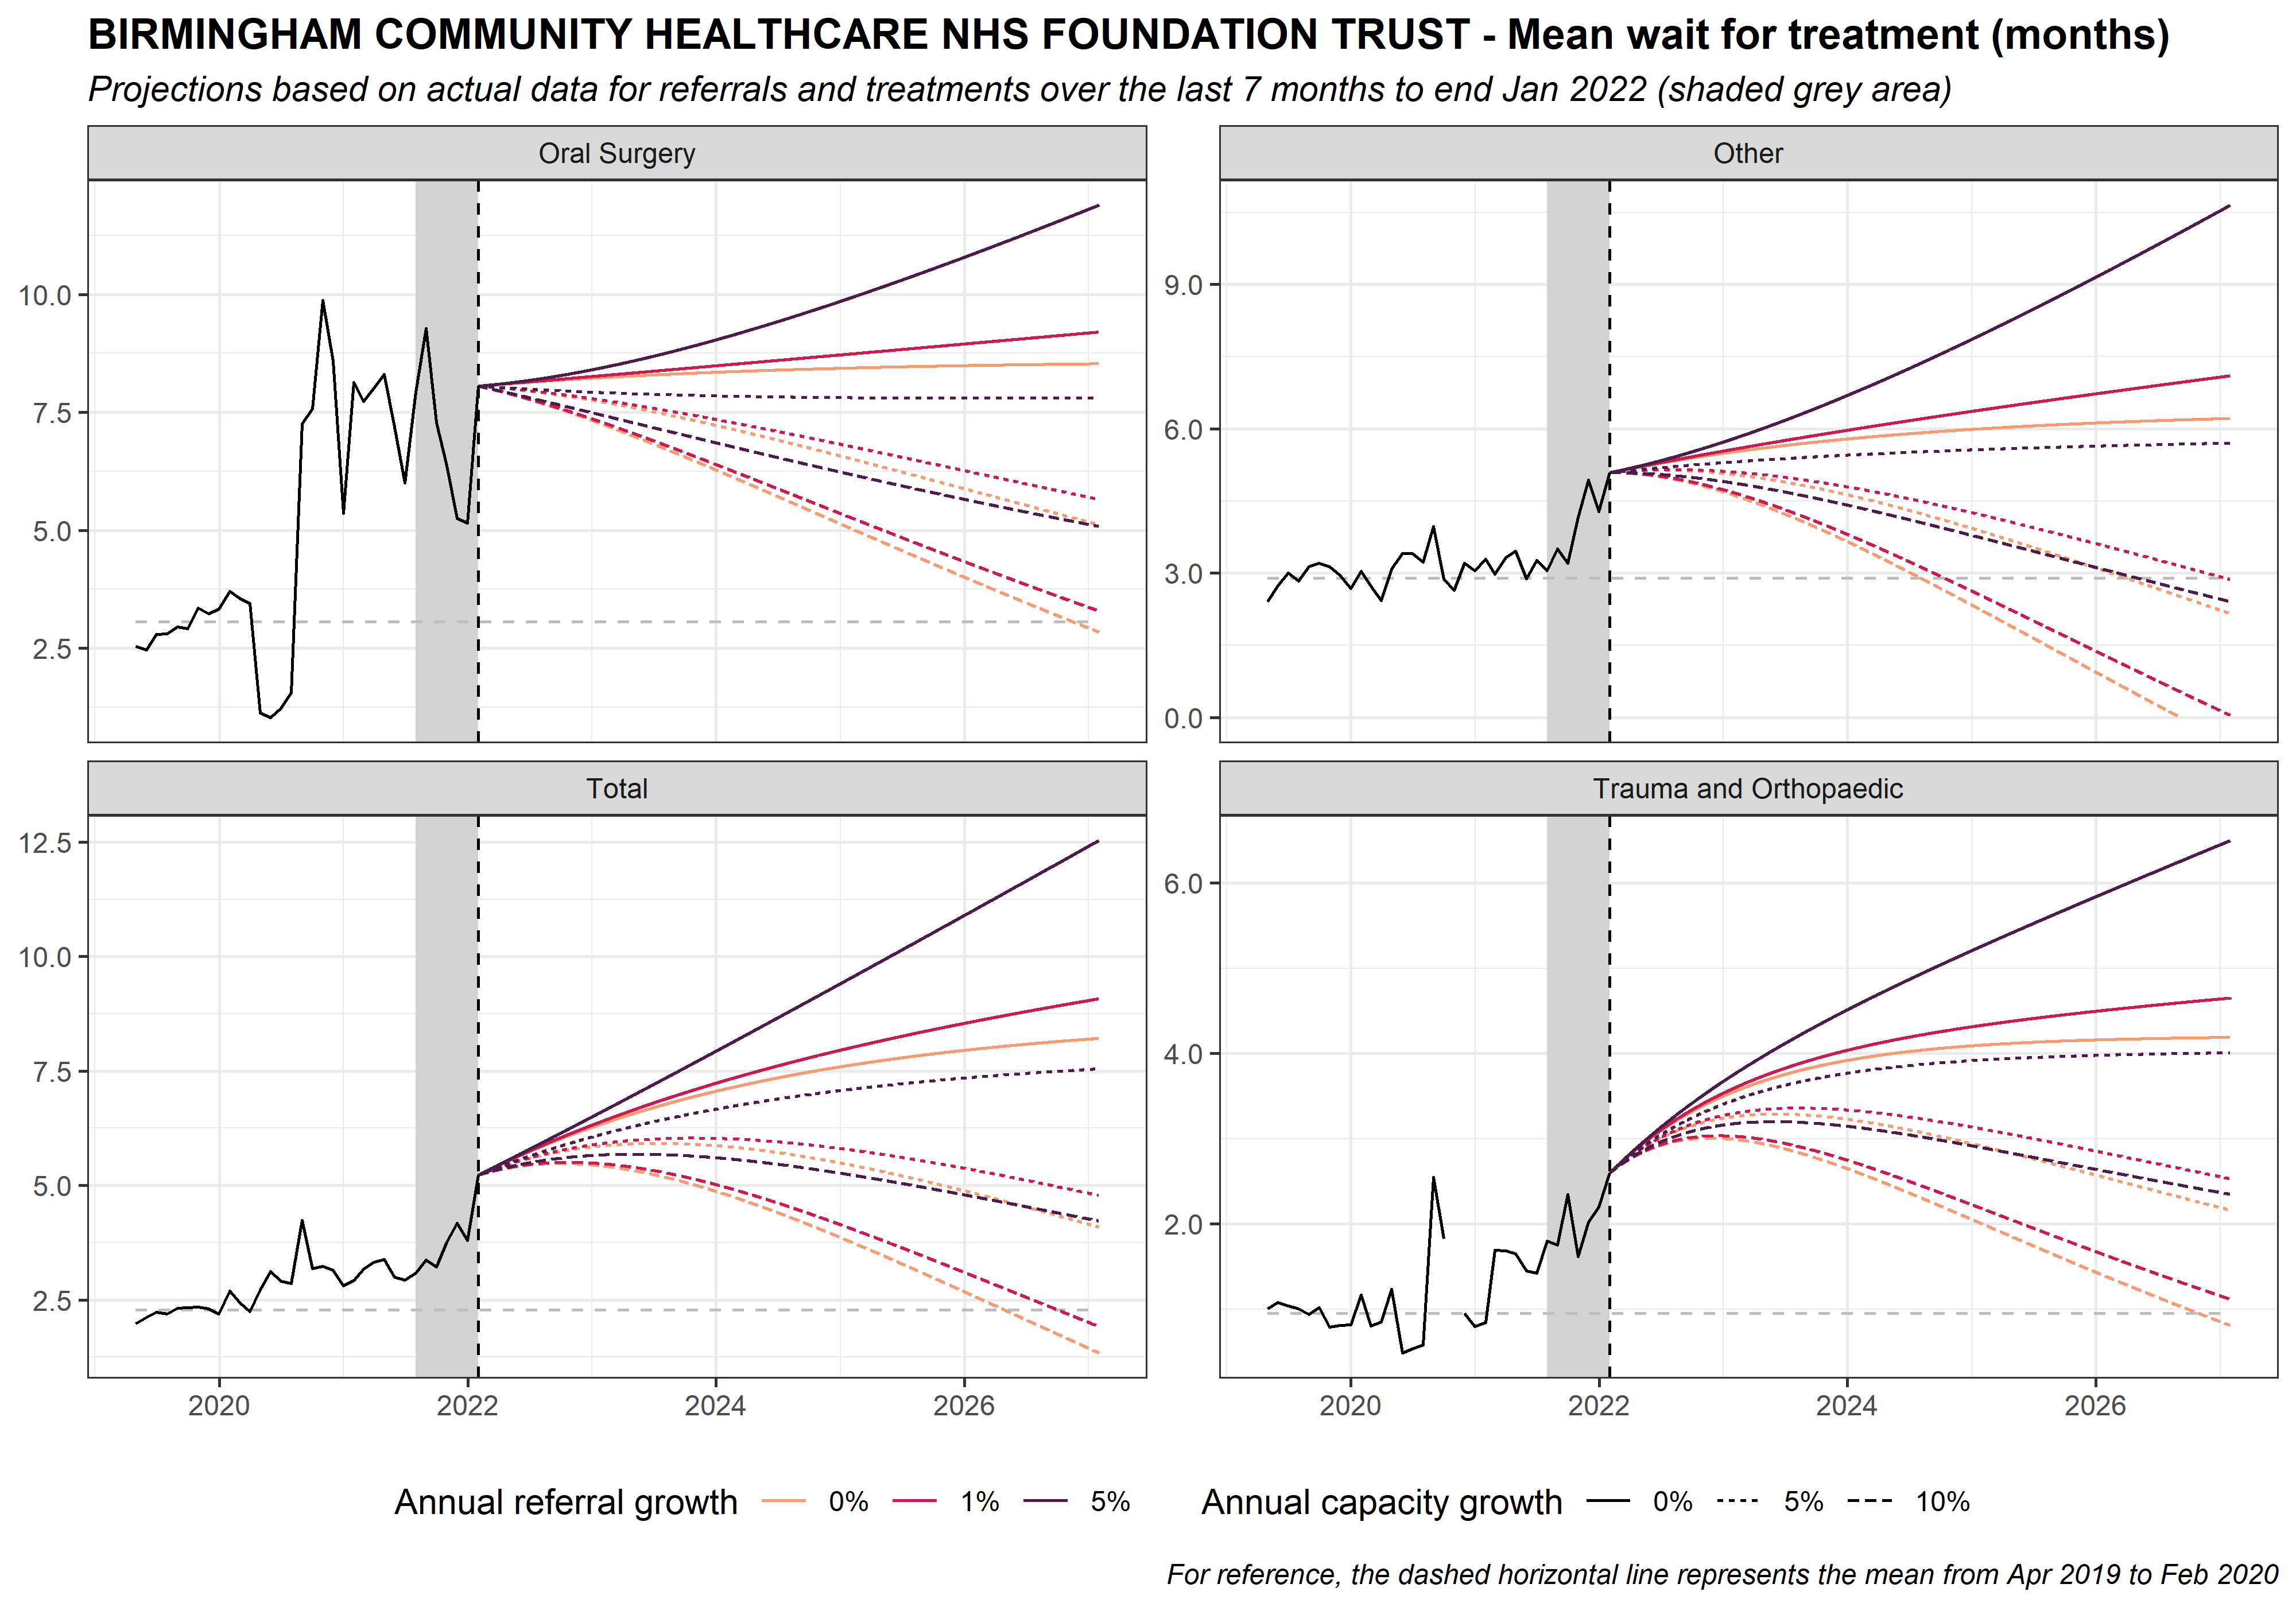 BIRMINGHAM COMMUNITY HEALTHCARE NHS FOUNDATION TRUST - Mean wait for treatment (months)
Projections based on actual data for referrals and treatments over the last 7 months to end Jan 2022 (shaded grey area)
Oral Surgery
10.0
7.5
5.0
2.5
Other
9.0
6.0
3.0
0.0
Total
12.5
10.0
7.5
5.0
2.5
2020 2022 2024 2026
Trauma and Orthopaedic
6.0
4.0
2.0
2020 2022 2024 2026
Annual referral growth 0% 1% 5%
Annual capacity growth 0% 5% 10%
For reference, the dashed horizontal line represents the mean from Apr 2019 to Feb 2020